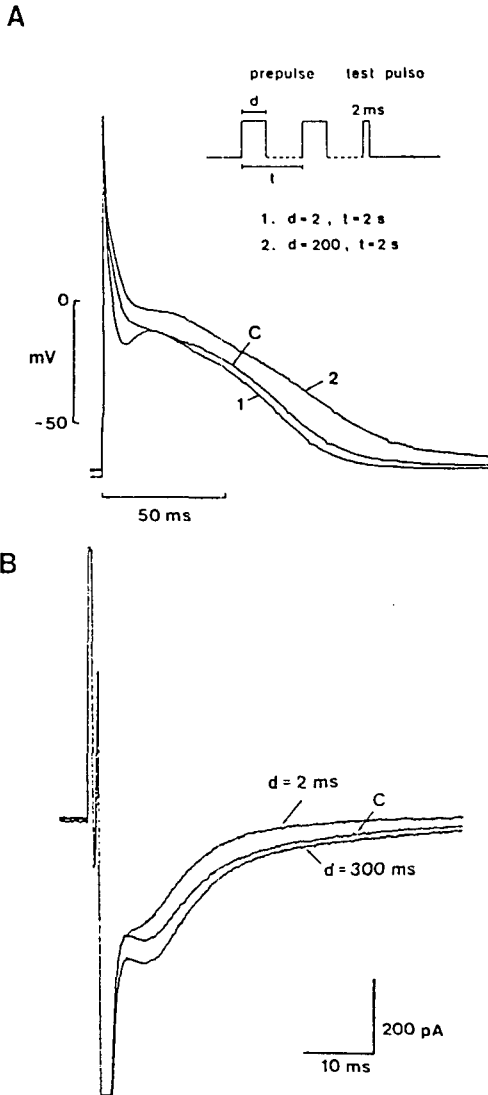 A
prepulse test pulso
d
2 ms
t
1. d=2, t=2 s
2. d=200, t=2 s
0
C
mV
2
1
-50
50 ms
B
d = 2 ms
C
d = 300 ms
200 pA
10 ms